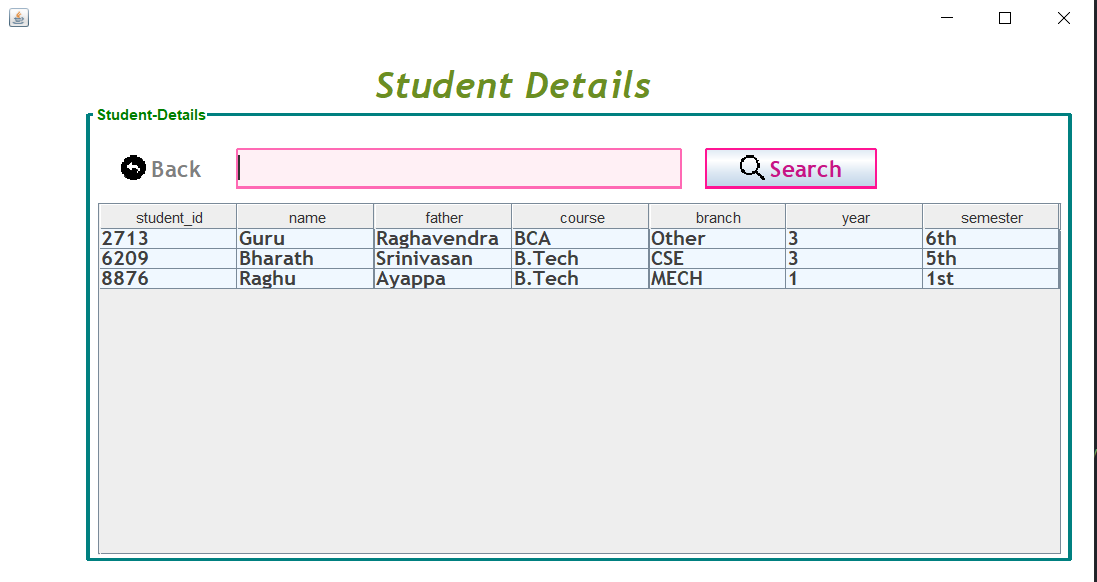 Student Details
Student-Details
Back Search
student_id name father course branch year semester
2713 Guru Raghavendra BCA Other 3 6th
6209 Bharath Srinivasan B.Tech CSE 3 5th
8876 Raghu Ayappa B.Tech MECH 1 1st